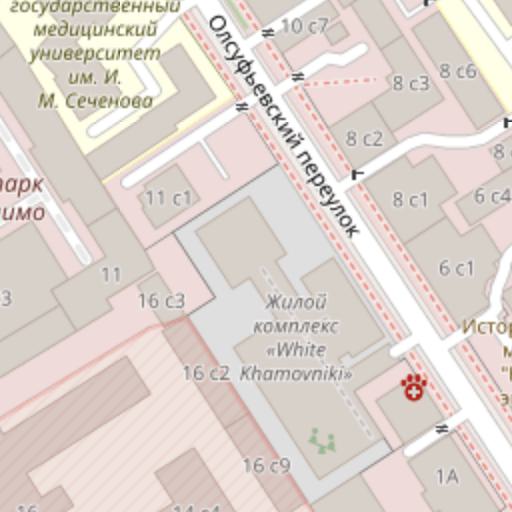 государственный
медицинский
университет
им. И.
М. Сеченова
10 с7
8 с3
8 с6
8 с2
Олсуфьевский переулок
8
11 с1
8 с1
6 с4
6 с1
11
16 с3
Жилой
комплекс
«White
Khamovniki»
16 с2
16 с9
1А